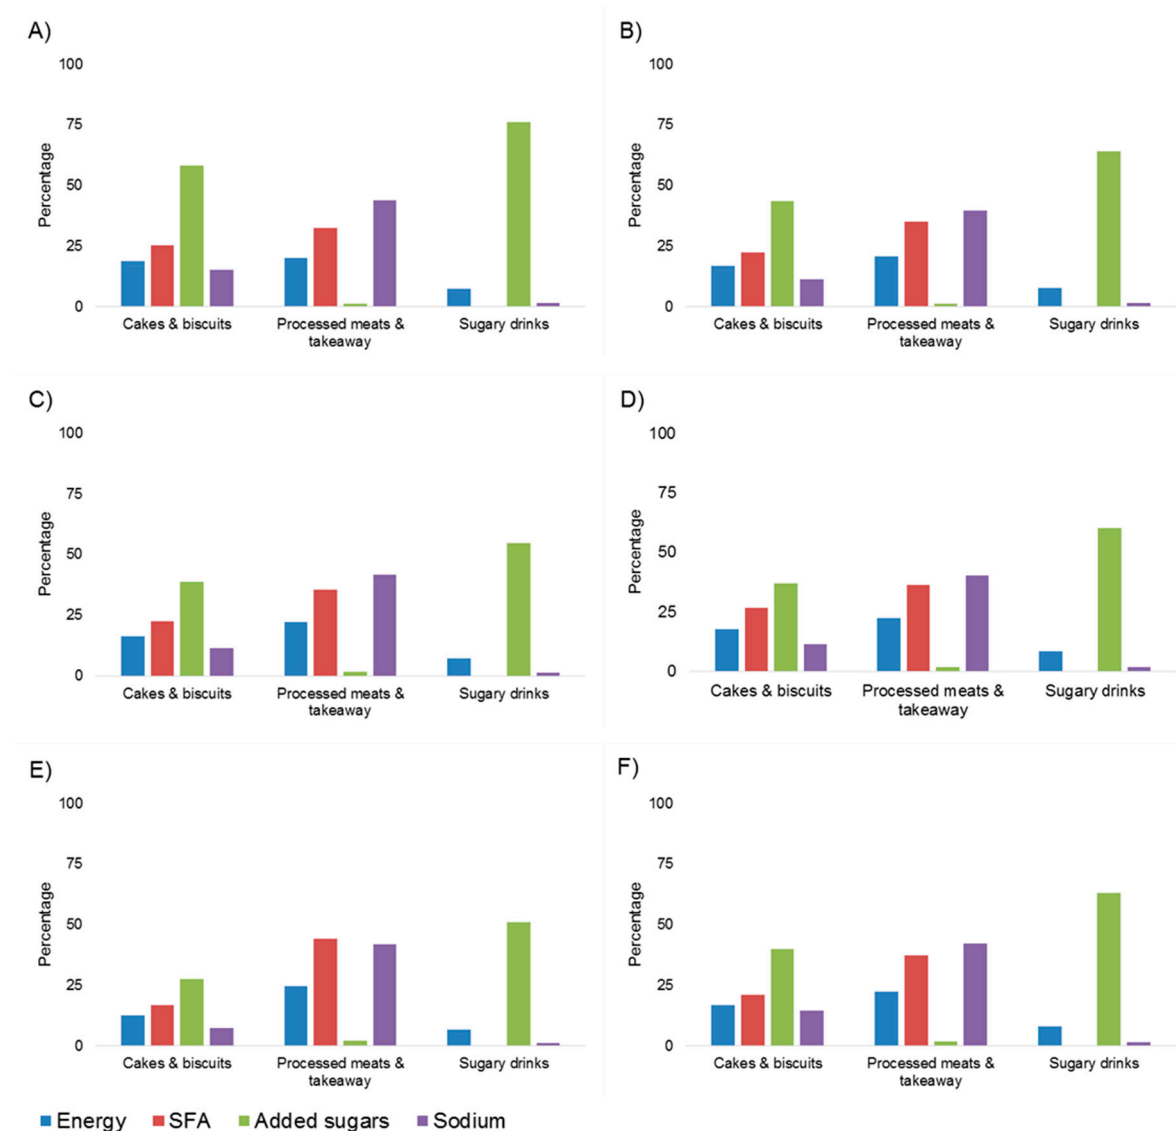 A)
100
75
50
25
0
Percentage
Cakes & biscuits
Processed meats &
takeaway
Sugary drinks
B)
100
75
50
25
0
Percentage
Cakes & biscuits
Processed meats &
takeaway
Sugary drinks
C)
100
75
50
25
0
Percentage
Cakes & biscuits
Processed meats &
takeaway
Sugary drinks
D)
100
75
50
25
0
Percentage
Cakes & biscuits
Processed meats &
takeaway
Sugary drinks
E)
100
75
50
25
0
Percentage
Cakes & biscuits
Processed meats &
takeaway
Sugary drinks
F)
100
75
50
25
0
Percentage
Cakes & biscuits
Processed meats &
takeaway
Sugary drinks
Energy SFA Added sugars Sodium